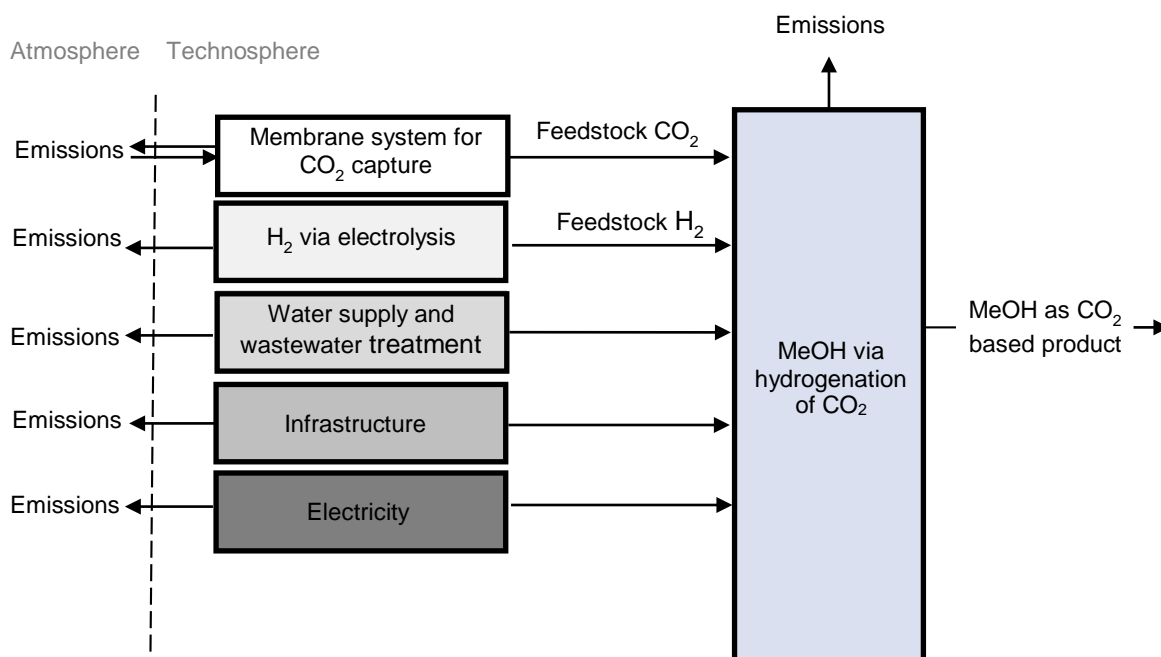 Emissions
Atmosphere
Technosphere
Emissions
Membrane system for
CO₂ capture
Feedstock CO₂
Emissions
H₂ via electrolysis
Feedstock H₂
Emissions
Water supply and
wastewater treatment
MeOH via
hydrogenation
of CO₂
MeOH as CO₂
based product
Emissions
Infrastructure
Emissions
Electricity